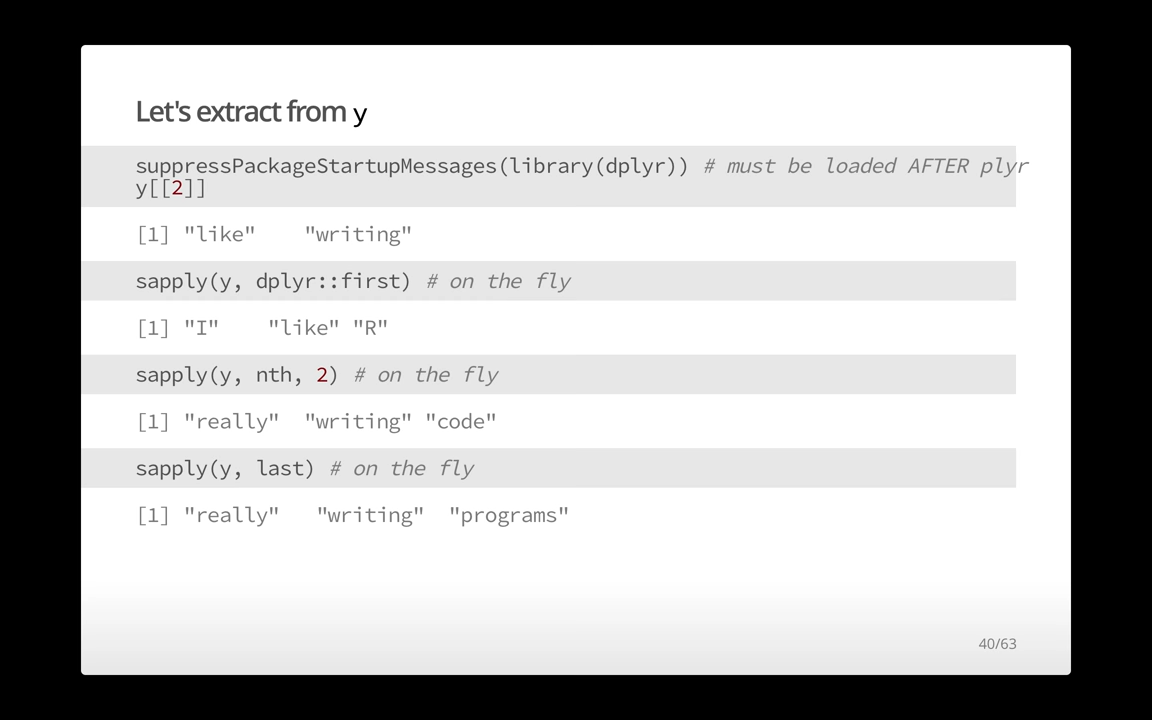 Let's extract from y
suppressPackageStartupMessages(library(dplyr)) # must be loaded AFTER plyr
y[[2]]
[1] "like"    "writing"
sapply(y, dplyr::first) # on the fly
[1] "I"    "like" "R"
sapply(y, nth, 2) # on the fly
[1] "really"  "writing" "code"
sapply(y, last) # on the fly
[1] "really"   "writing"  "programs"
40/63